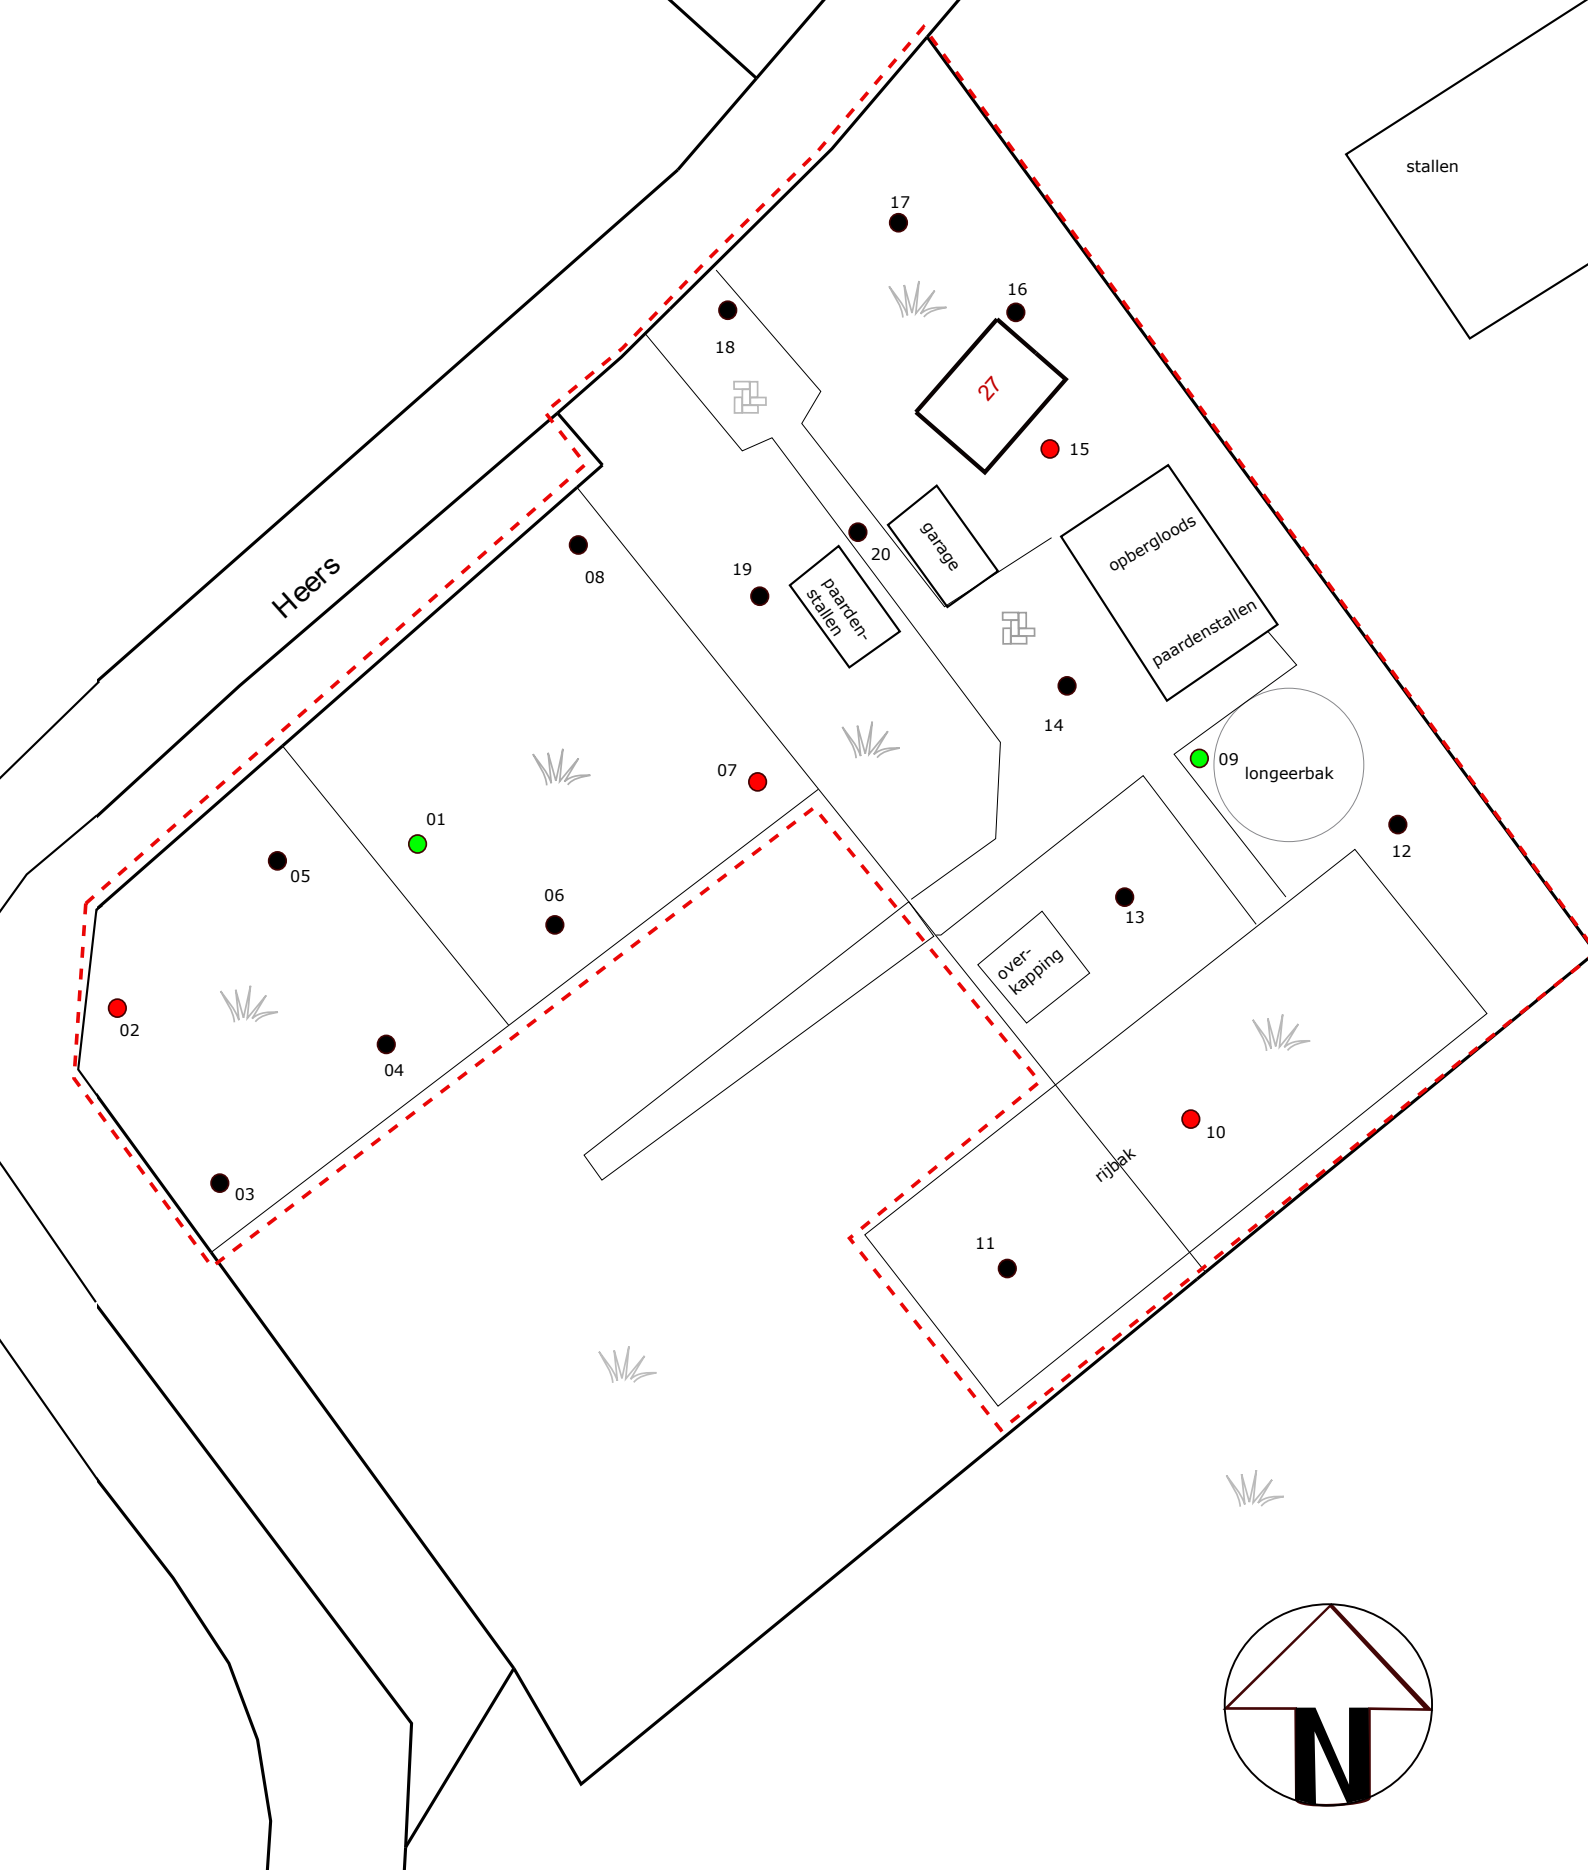 stallen
17
16
18
27
15
opbergloods
garage
20
Heers
08
19
paarden-
stallen
paardenstallen
14
07
09
longeerbak
01
12
05
06
13
over-
kapping
02
04
10
rijbak
03
11
N